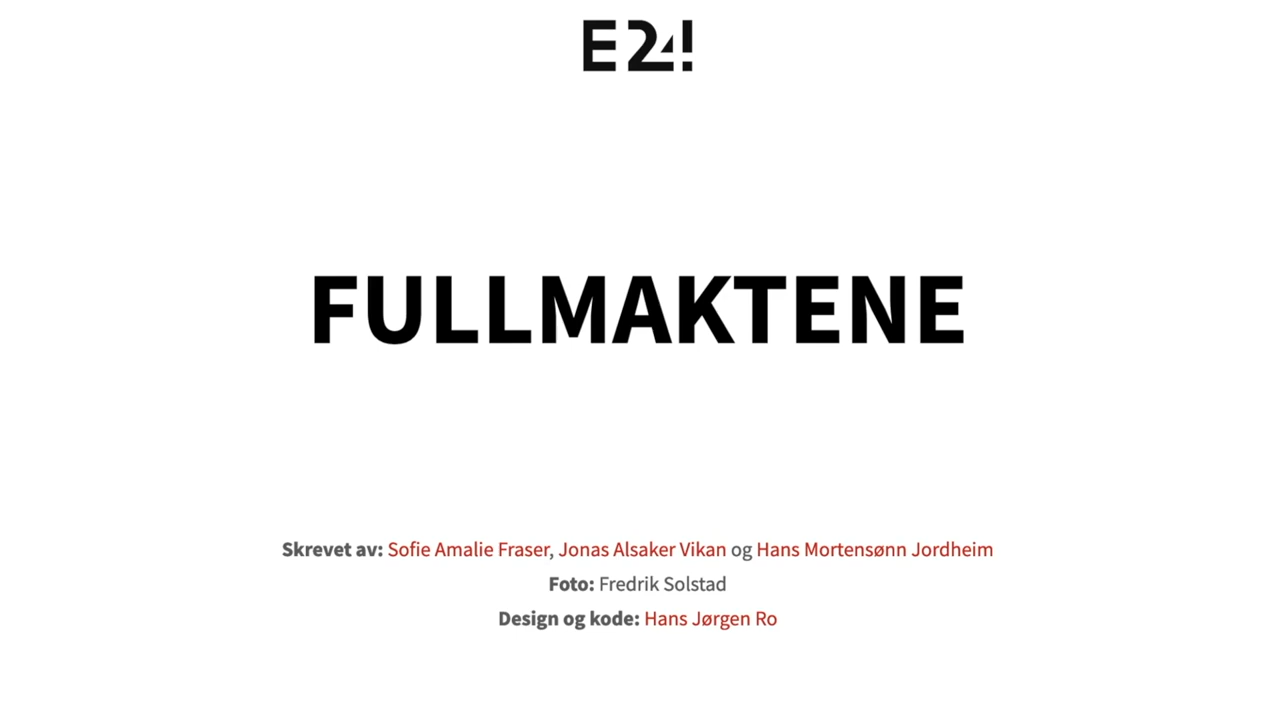 E24!
FULLMAKTENE
Skrevet av: Sofie Amalie Fraser, Jonas Alsaker Vikan og Hans Mortensønn Jordheim
Foto: Fredrik Solstad
Design og kode: Hans Jørgen Ro